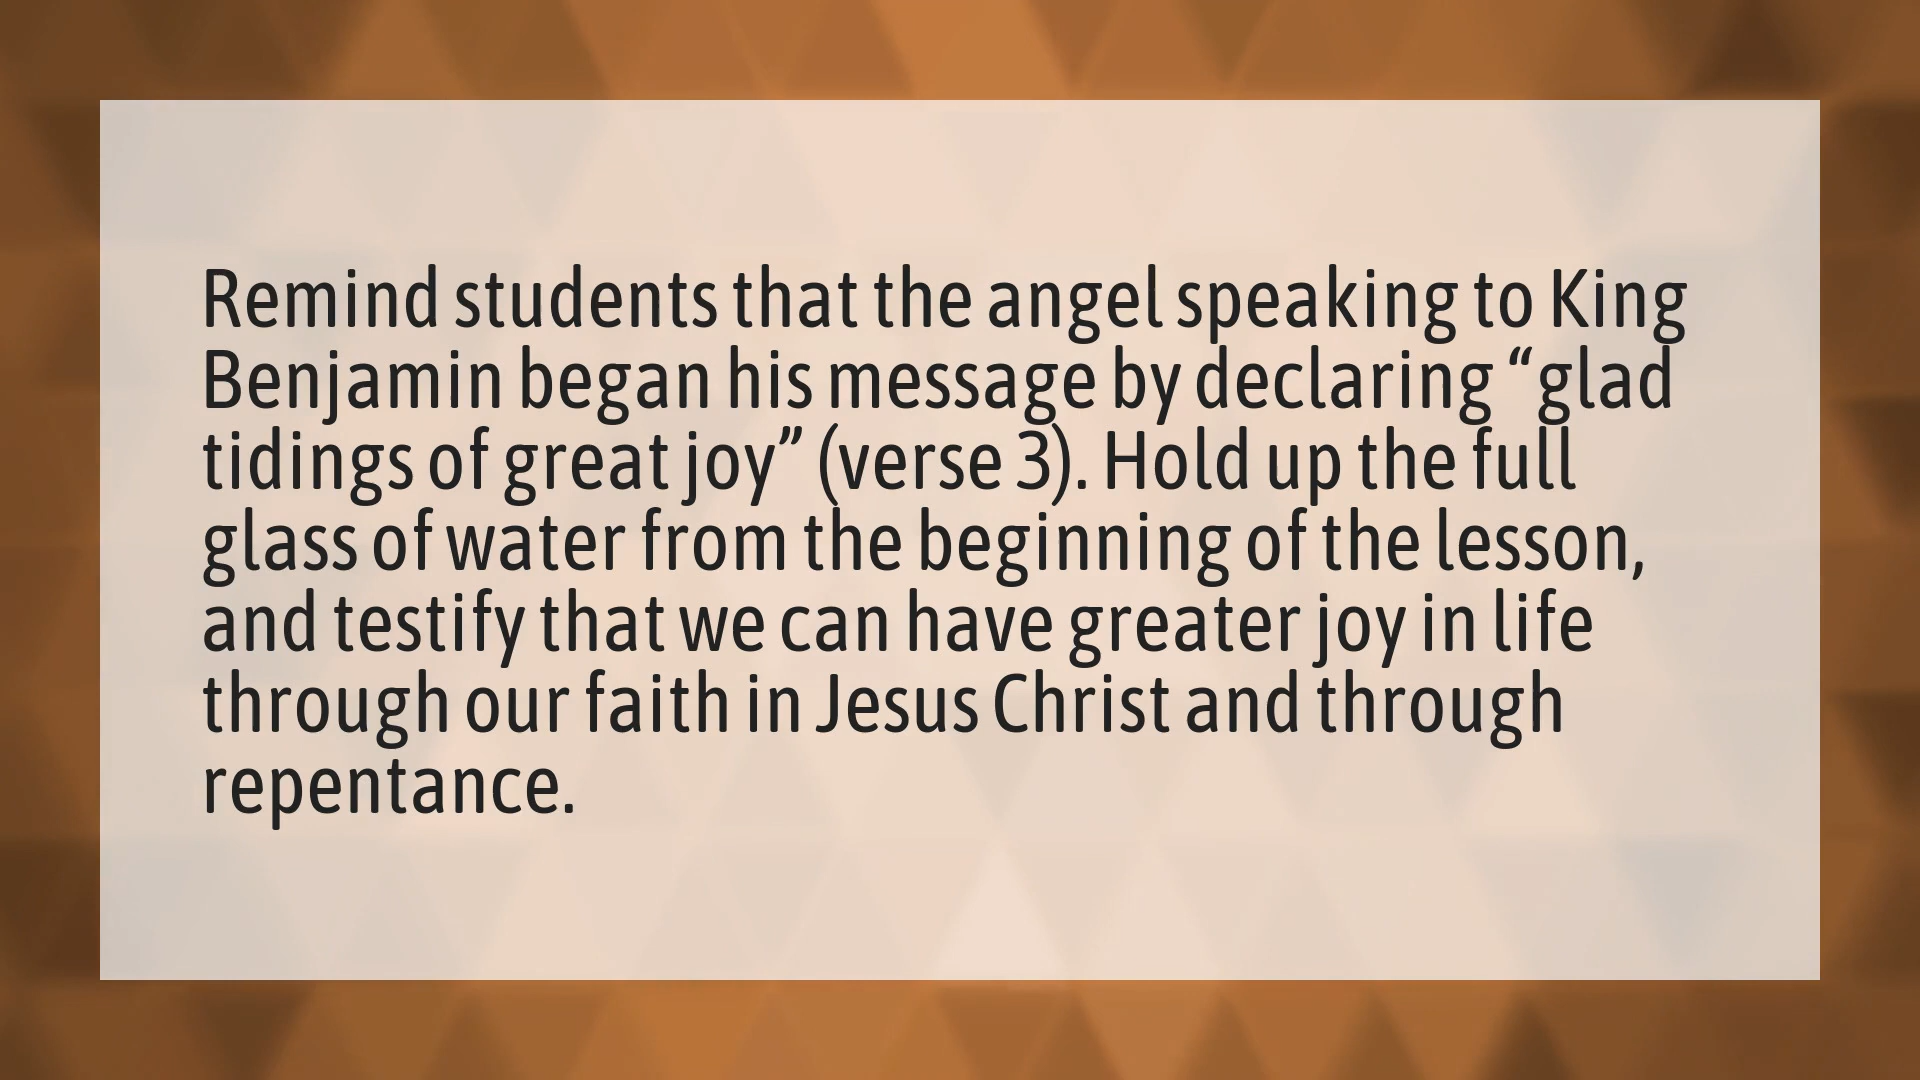 Remind students that the angel speaking to King
Benjamin began his message by declaring “glad
tidings of great joy” (verse 3). Hold up the full
glass of water from the beginning of the lesson,
and testify that we can have greater joy in life
through our faith in Jesus Christ and through
repentance.